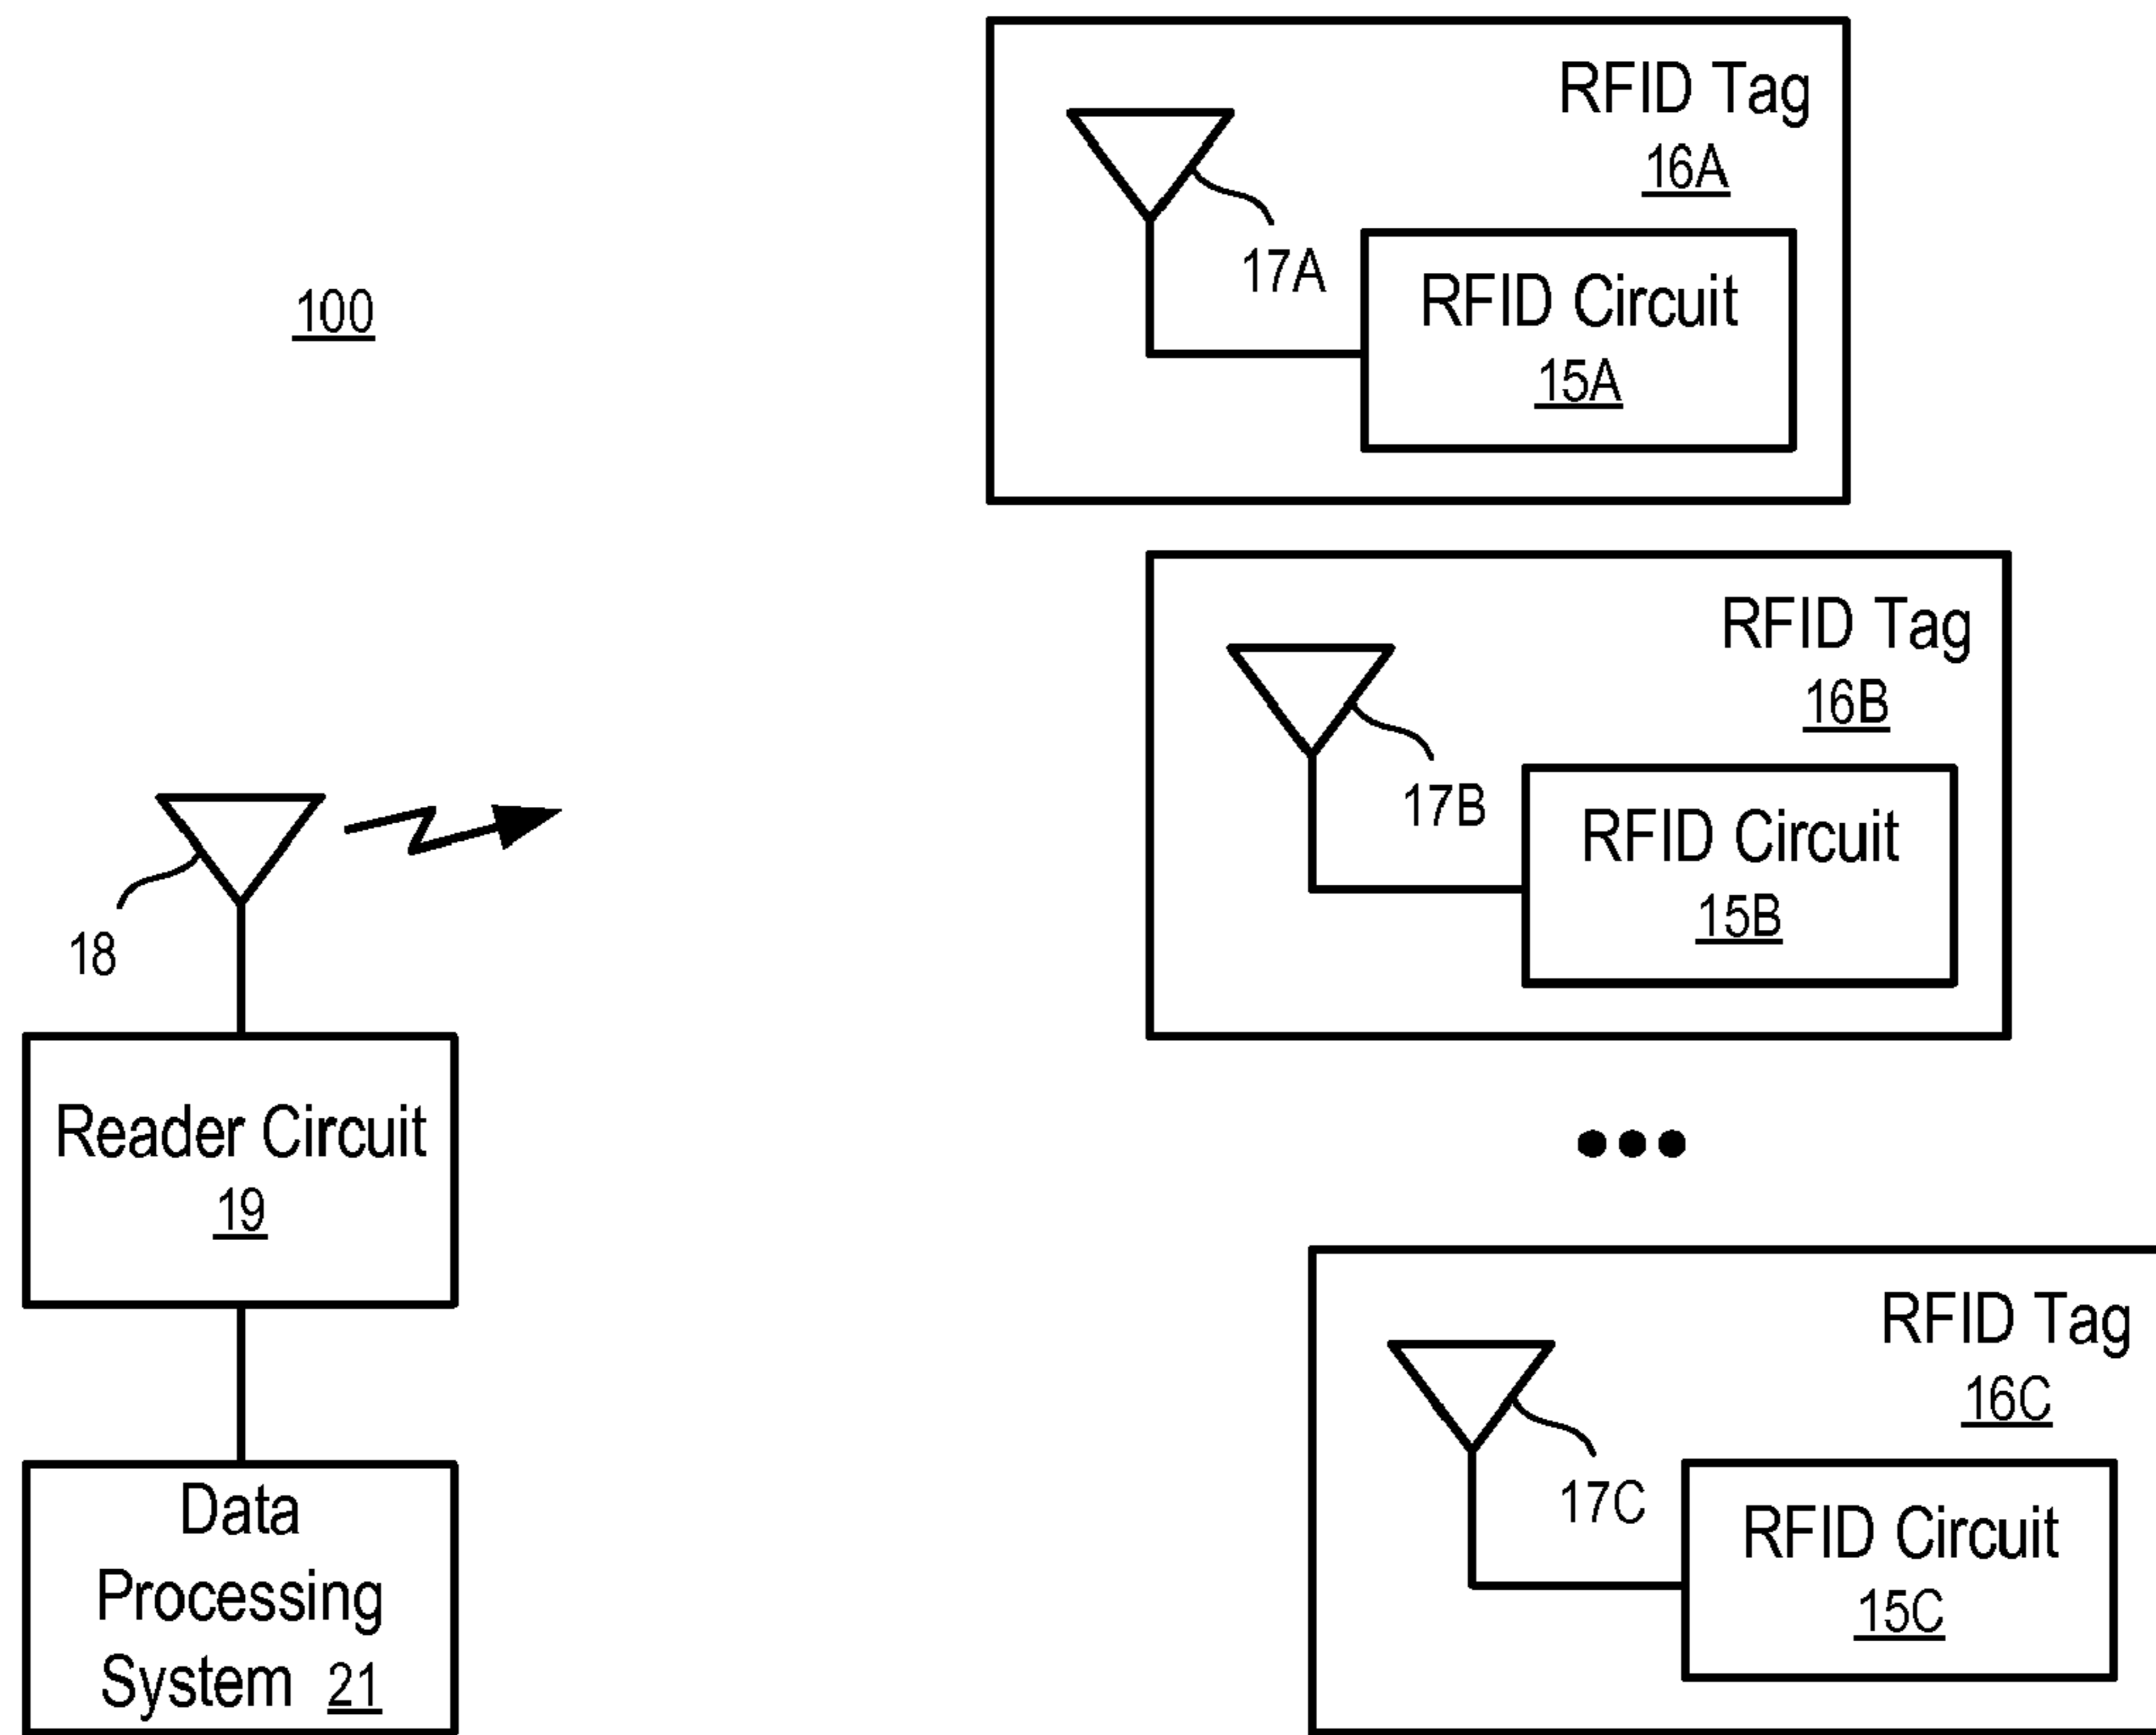 100
RFID Tag
16A
17A
RFID Circuit
15A
RFID Tag
16B
17B
RFID Circuit
15B
18
Reader Circuit
19
Data
Processing
System 21
RFID Tag
16C
17C
RFID Circuit
15C